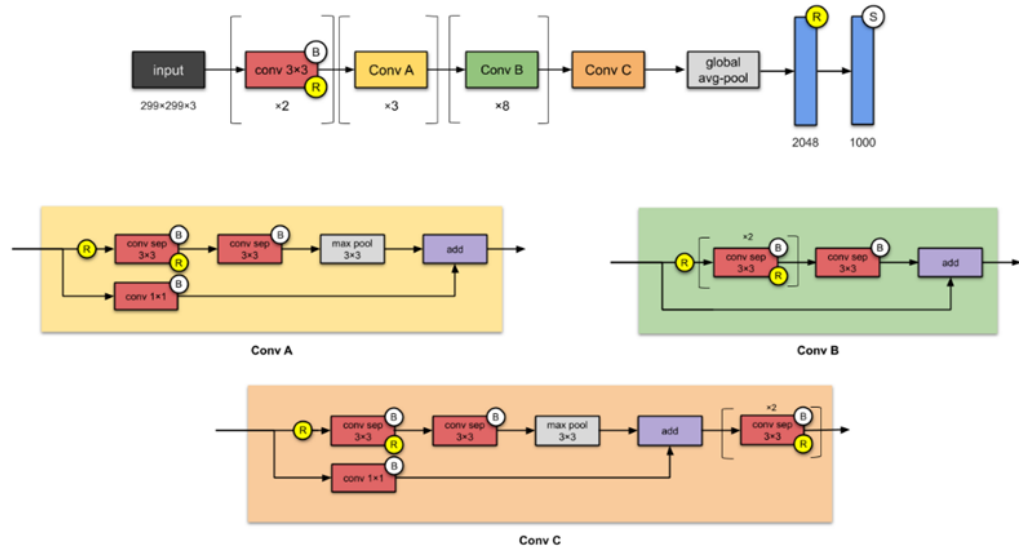 input
299×299×3
conv 3×3
B
R
×2
Conv A
×3
Conv B
×8
Conv C
global
avg-pool
R
2048
S
1000
R
conv sep
3×3
B
R
conv sep
3×3
B
max pool
3×3
add
conv 1×1
B
Conv A
R
×2
conv sep
3×3
B
R
conv sep
3×3
B
add
Conv B
R
conv sep
3×3
B
R
conv sep
3×3
B
max pool
3×3
add
×2
conv sep
3×3
B
R
conv 1×1
B
Conv C